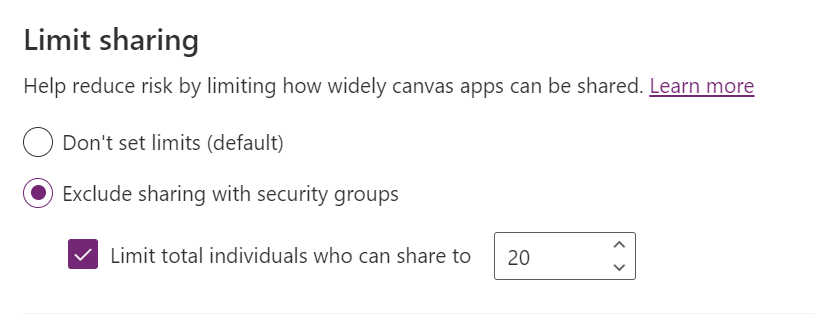 Limit sharing
Help reduce risk by limiting how widely canvas apps can be shared. Learn more
Don't set limits (default)
Exclude sharing with security groups
Limit total individuals who can share to 20